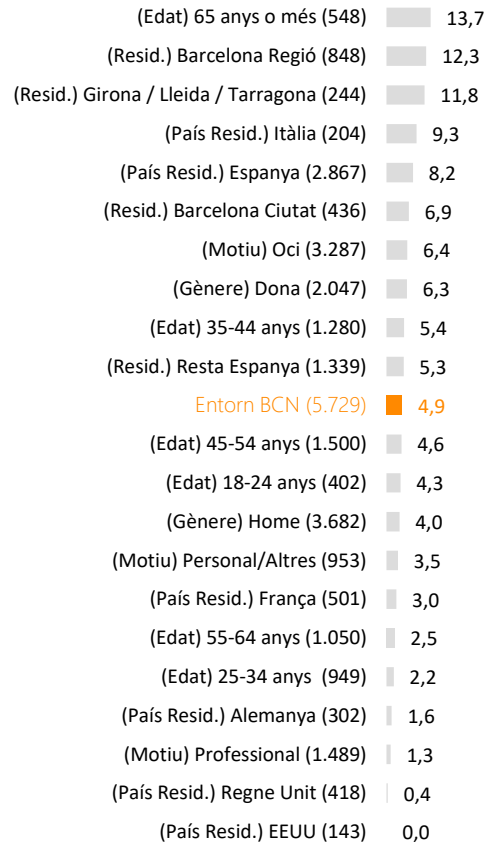 (Edat) 65 anys o més (548) 13,7
(Resid.) Barcelona Regió (848) 12,3
(Resid.) Girona / Lleida / Tarragona (244) 11,8
(País Resid.) Itàlia (204) 9,3
(País Resid.) Espanya (2.867) 8,2
(Resid.) Barcelona Ciutat (436) 6,9
(Motiu) Oci (3.287) 6,4
(Gènere) Dona (2.047) 6,3
(Edat) 35-44 anys (1.280) 5,4
(Resid.) Resta Espanya (1.339) 5,3
Entorn BCN (5.729) 4,9
(Edat) 45-54 anys (1.500) 4,6
(Edat) 18-24 anys (402) 4,3
(Gènere) Home (3.682) 4,0
(Motiu) Personal/Altres (953) 3,5
(País Resid.) França (501) 3,0
(Edat) 55-64 anys (1.050) 2,5
(Edat) 25-34 anys (949) 2,2
(País Resid.) Alemanya (302) 1,6
(Motiu) Professional (1.489) 1,3
(País Resid.) Regne Unit (418) 0,4
(País Resid.) EEUU (143) 0,0